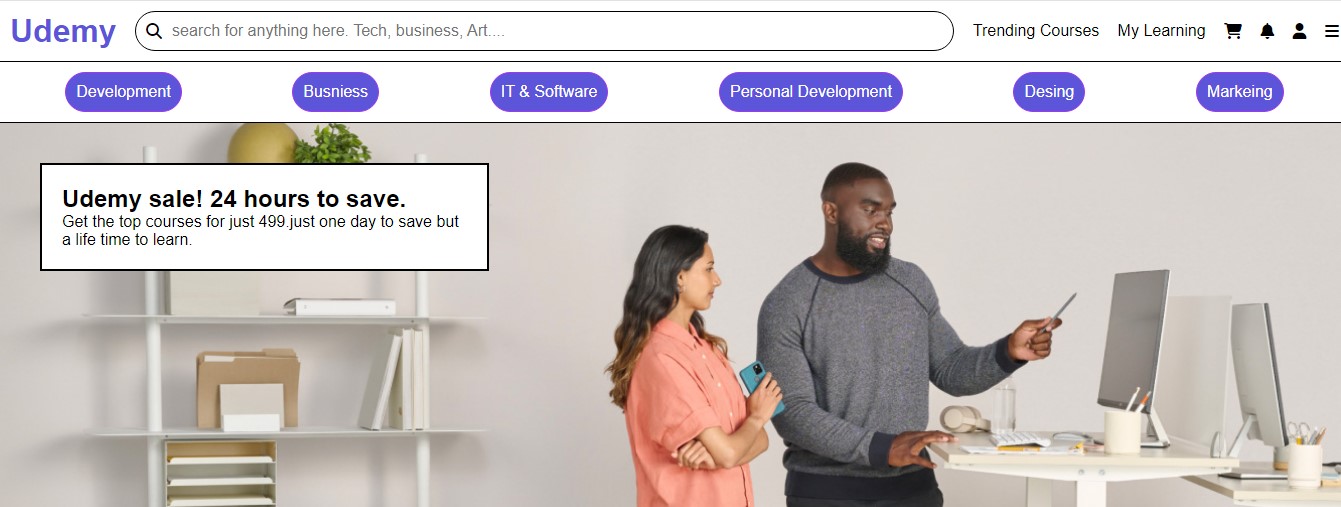 Udemy
search for anything here. Tech, business, Art....
Trending Courses
My Learning
Development
Busniess
IT & Software
Personal Development
Desing
Markeing
Udemy sale! 24 hours to save.
Get the top courses for just 499.just one day to save but
a life time to learn.